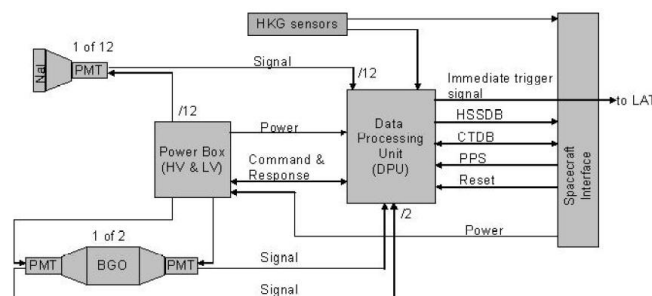 HKG sensors
1 of 12
NaI
PMT
Signal
/12
Immediate trigger
signal
to LAT
/12
Power Box
(HV & LV)
Power
Data
Processing
Unit
(DPU)
HSSDB
CTDB
PPS
Reset
Spacecraft
Interface
Command &
Response
/2
Power
1 of 2
PMT
BGO
PMT
Signal
Signal